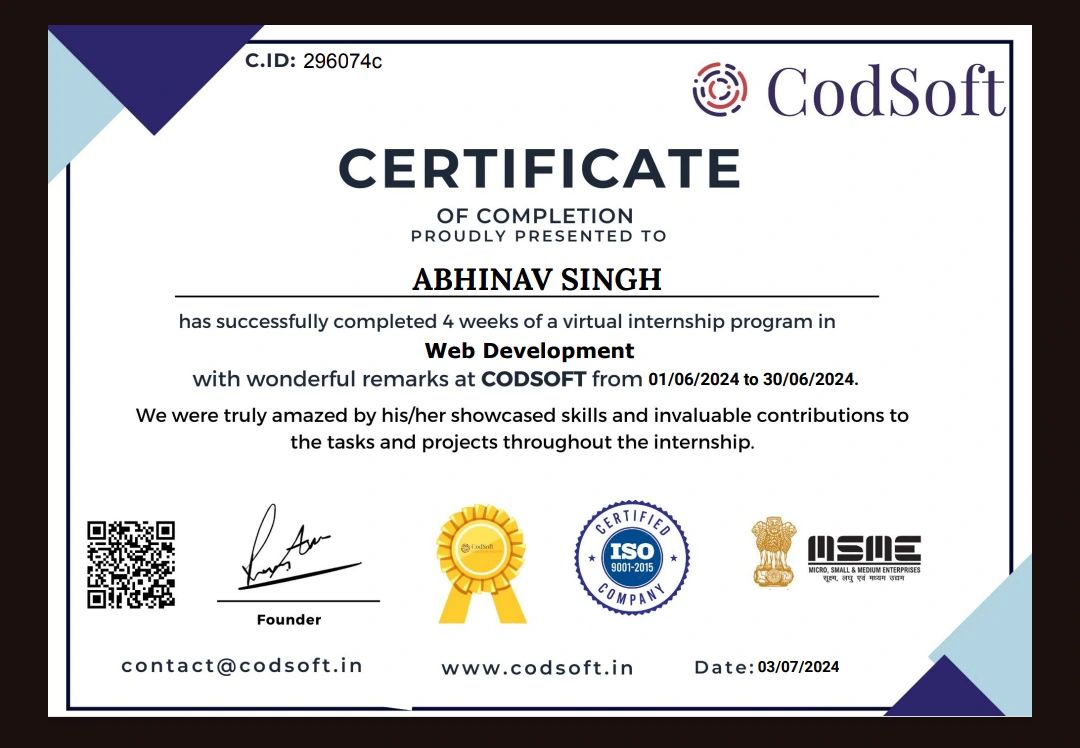 C.ID: 296074c
CodSoft
CERTIFICATE
OF COMPLETION
PROUDLY PRESENTED TO
ABHINAV SINGH
has successfully completed 4 weeks of a virtual internship program in
Web Development
with wonderful remarks at CODSOFT from 01/06/2024 to 30/06/2024.
We were truly amazed by his/her showcased skills and invaluable contributions to
the tasks and projects throughout the internship.
Founder
CodSoft
CERTIFIED
ISO
9001-2015
COMPANY
MSME
MICRO, SMALL & MEDIUM ENTERPRISES
सूक्ष्म, लघु एवं मध्यम उद्यम
contact@codsoft.in
www.codsoft.in
Date: 03/07/2024